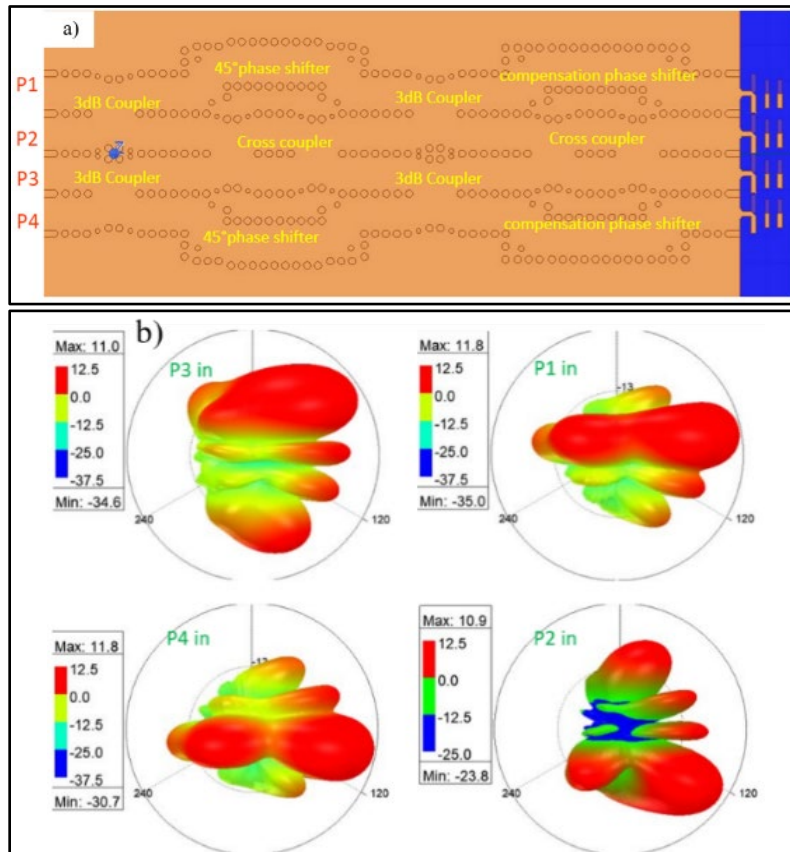 a)
45°phase shifter
compensation phase shifter
P1
3dB Coupler
3dB Coupler
P2
Cross coupler
Cross coupler
P3
3dB Coupler
3dB Coupler
P4
45°phase shifter
compensation phase shifter
b)
Max: 11.0
12.5
0.0
-12.5
-25.0
-37.5
Min: -34.6
P3 in
240
120
Max: 11.8
12.5
0.0
-12.5
-25.0
-37.5
Min: -35.0
P1 in
-13
240
120
Max: 11.8
12.5
0.0
-12.5
-25.0
-37.5
Min: -30.7
P4 in
240
120
Max: 10.9
12.5
0.0
-12.5
-25.0
Min: -23.8
P2 in
240
120